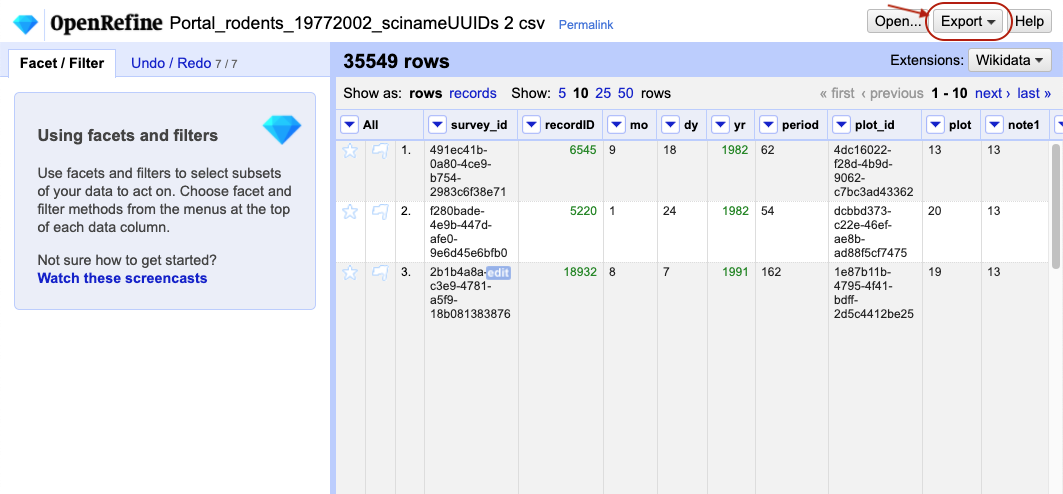 OpenRefine Portal_rodents_19772002_scinameUUIDs 2 csv Permalink Open... Export Help
Facet / Filter Undo / Redo 7 / 7
35549 rows Extensions: Wikidata
Show as: rows records Show: 5 10 25 50 rows « first ‹ previous 1 - 10 next › last »
Using facets and filters
Use facets and filters to select subsets
of your data to act on. Choose facet and
filter methods from the menus at the top
of each data column.
Not sure how to get started?
Watch these screencasts
All survey_id recordID mo dy yr period plot_id plot note1
1. 491ec41b- 6545 9 18 1982 62 4dc16022- 13 13
0a80-4ce9- f28d-4b9d-
b754- 9062-
2983c6f38e71 c7bc3ad43362
2. f280bade- 5220 1 24 1982 54 dcbbd373- 20 13
4e9b-447d- c22e-46ef-
afe0- ae8b-
9e6d45e6bfb0 ad88f5cf7475
3. 2b1b4a8a- edit 18932 8 7 1991 162 1e87b11b- 19 13
c3e9-4781- 4795-4f41-
a5f9- bdff-
18b081383876 2d5c4412be25